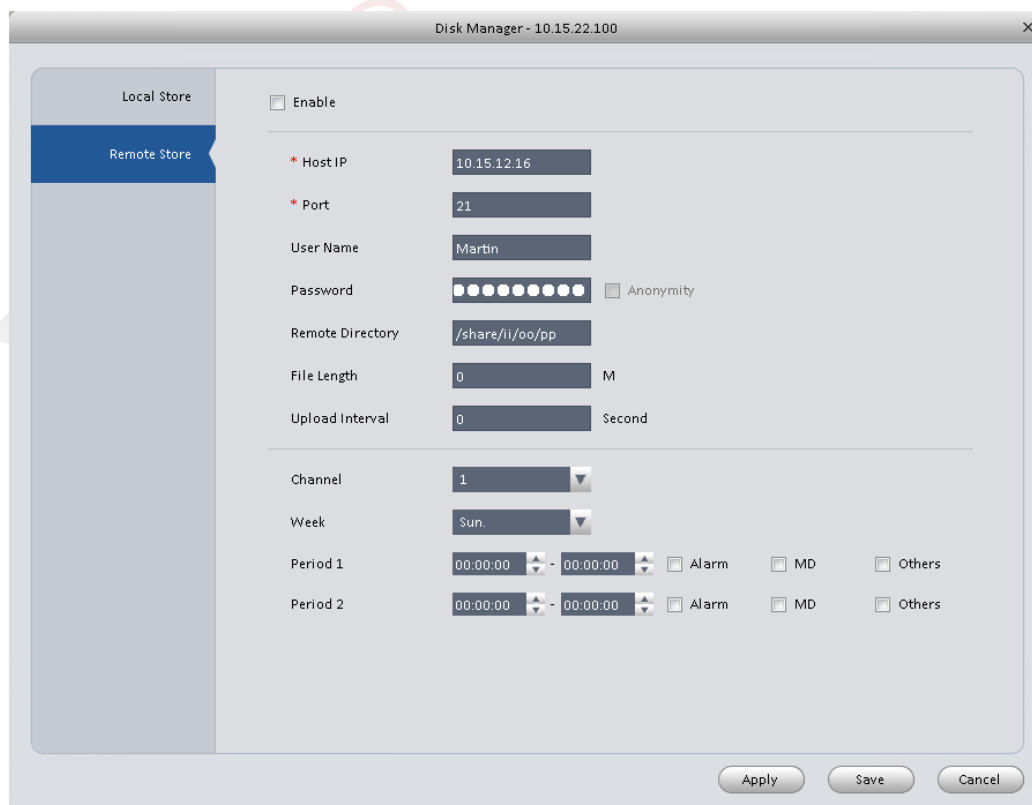 Disk Manager - 10.15.22.100
Local Store
Remote Store
Enable
* Host IP 10.15.12.16
* Port 21
User Name Martin
Password ●●●●●●●●● Anonymity
Remote Directory /share/ii/oo/pp
File Length 0 M
Upload Interval 0 Second
Channel 1
Week Sun.
Period 1 00:00:00 - 00:00:00 Alarm MD Others
Period 2 00:00:00 - 00:00:00 Alarm MD Others
Apply Save Cancel